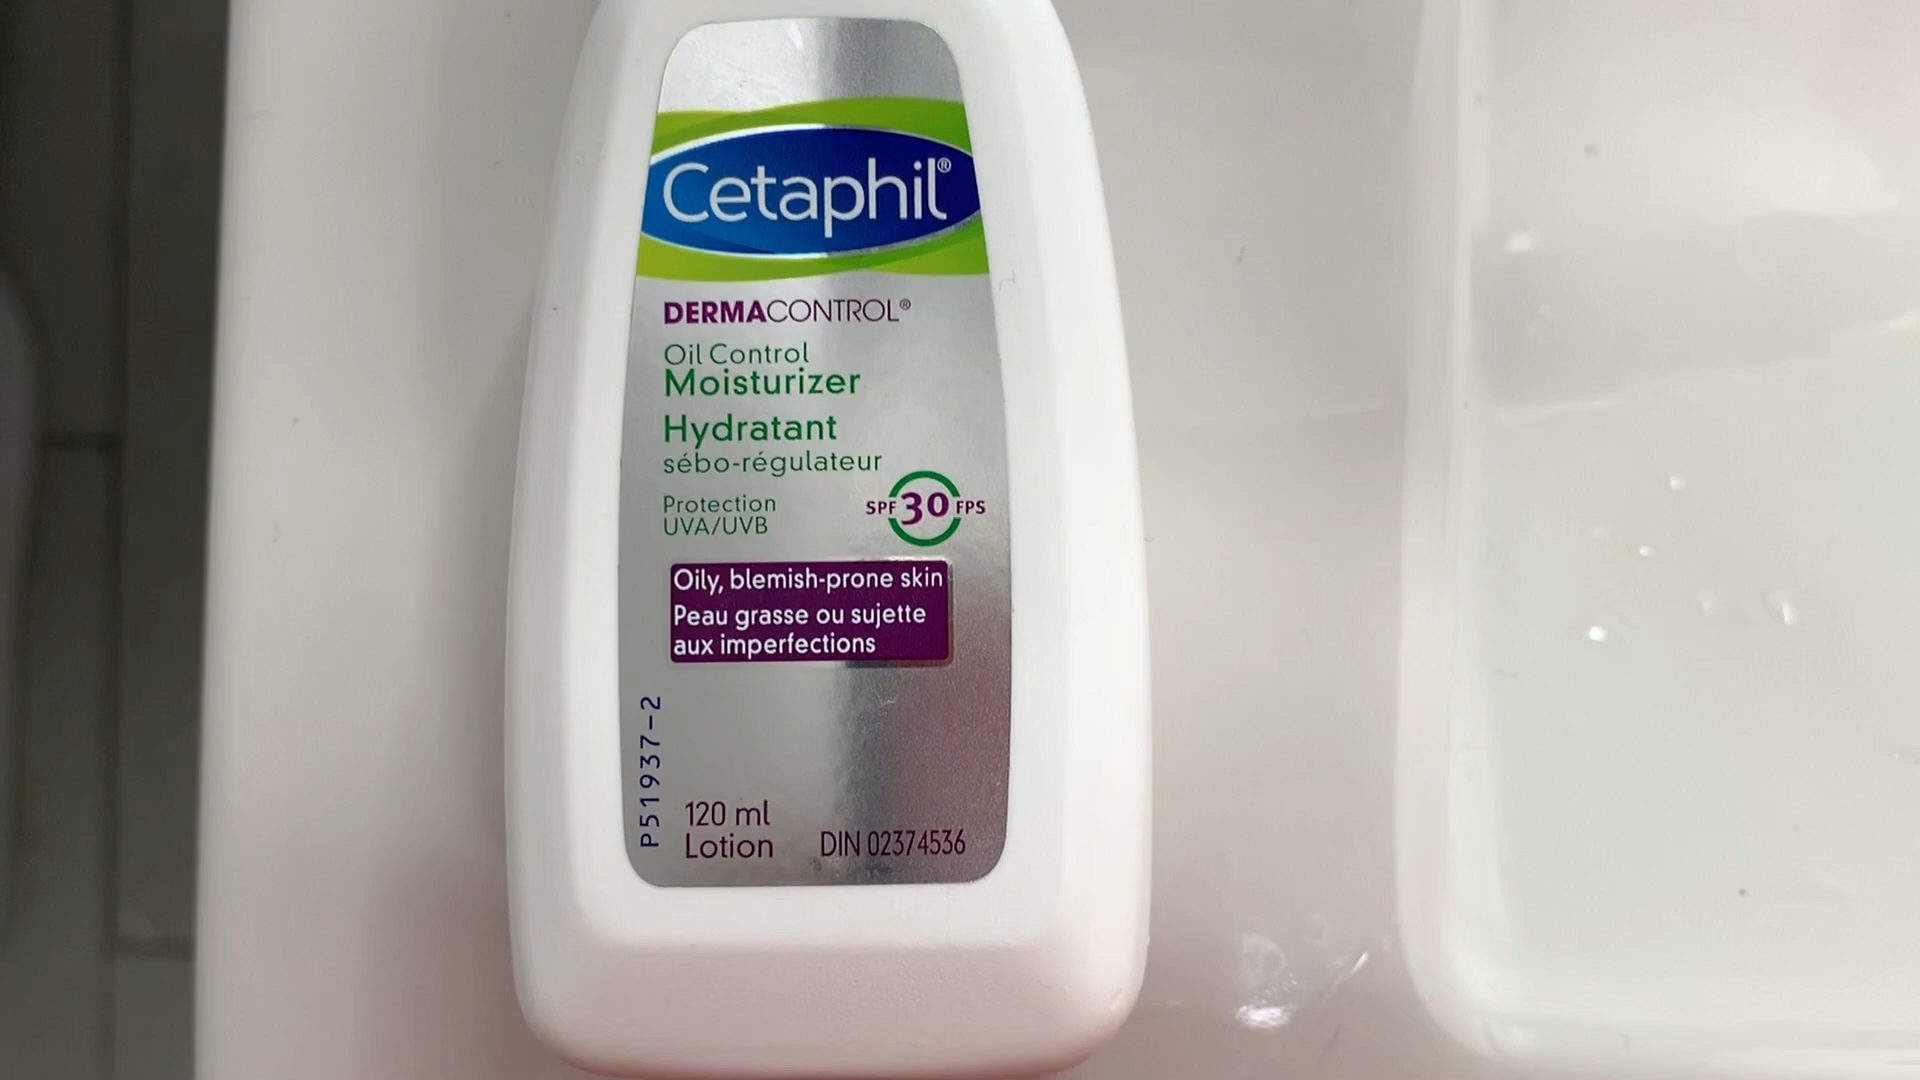 Cetaphil®
DERMACONTROL®
Oil Control
Moisturizer
Hydratant
sébo-régulateur
Protection
UVA/UVB
SPF 30 FPS
Oily, blemish-prone skin
Peau grasse ou sujette
aux imperfections
P51937-2
120 ml
Lotion
DIN 02374536